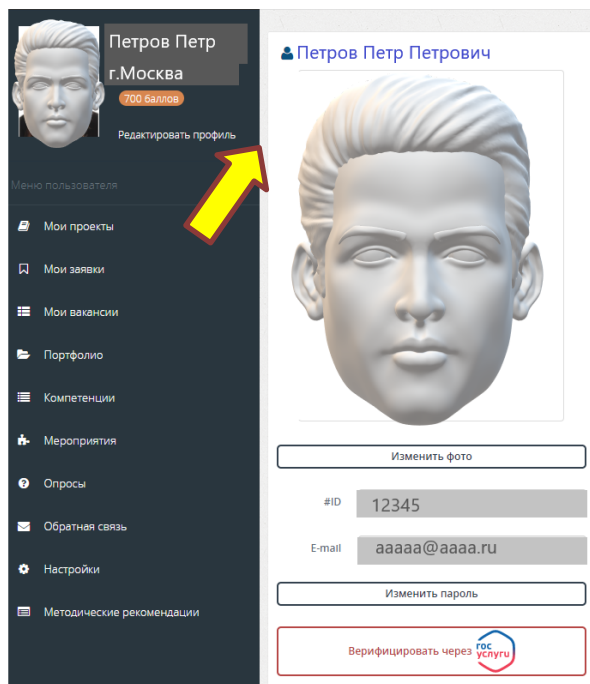 Петров Петр
г.Москва
700 баллов
Редактировать профиль
Меню пользователя
Мои проекты
Мои заявки
Мои вакансии
Портфолио
Компетенции
Мероприятия
Опросы
Обратная связь
Настройки
Методические рекомендации
Петров Петр Петрович
Изменить фото
#ID 12345
E-mail aaaaa@aaaa.ru
Изменить пароль
Верифицировать через гос услуги